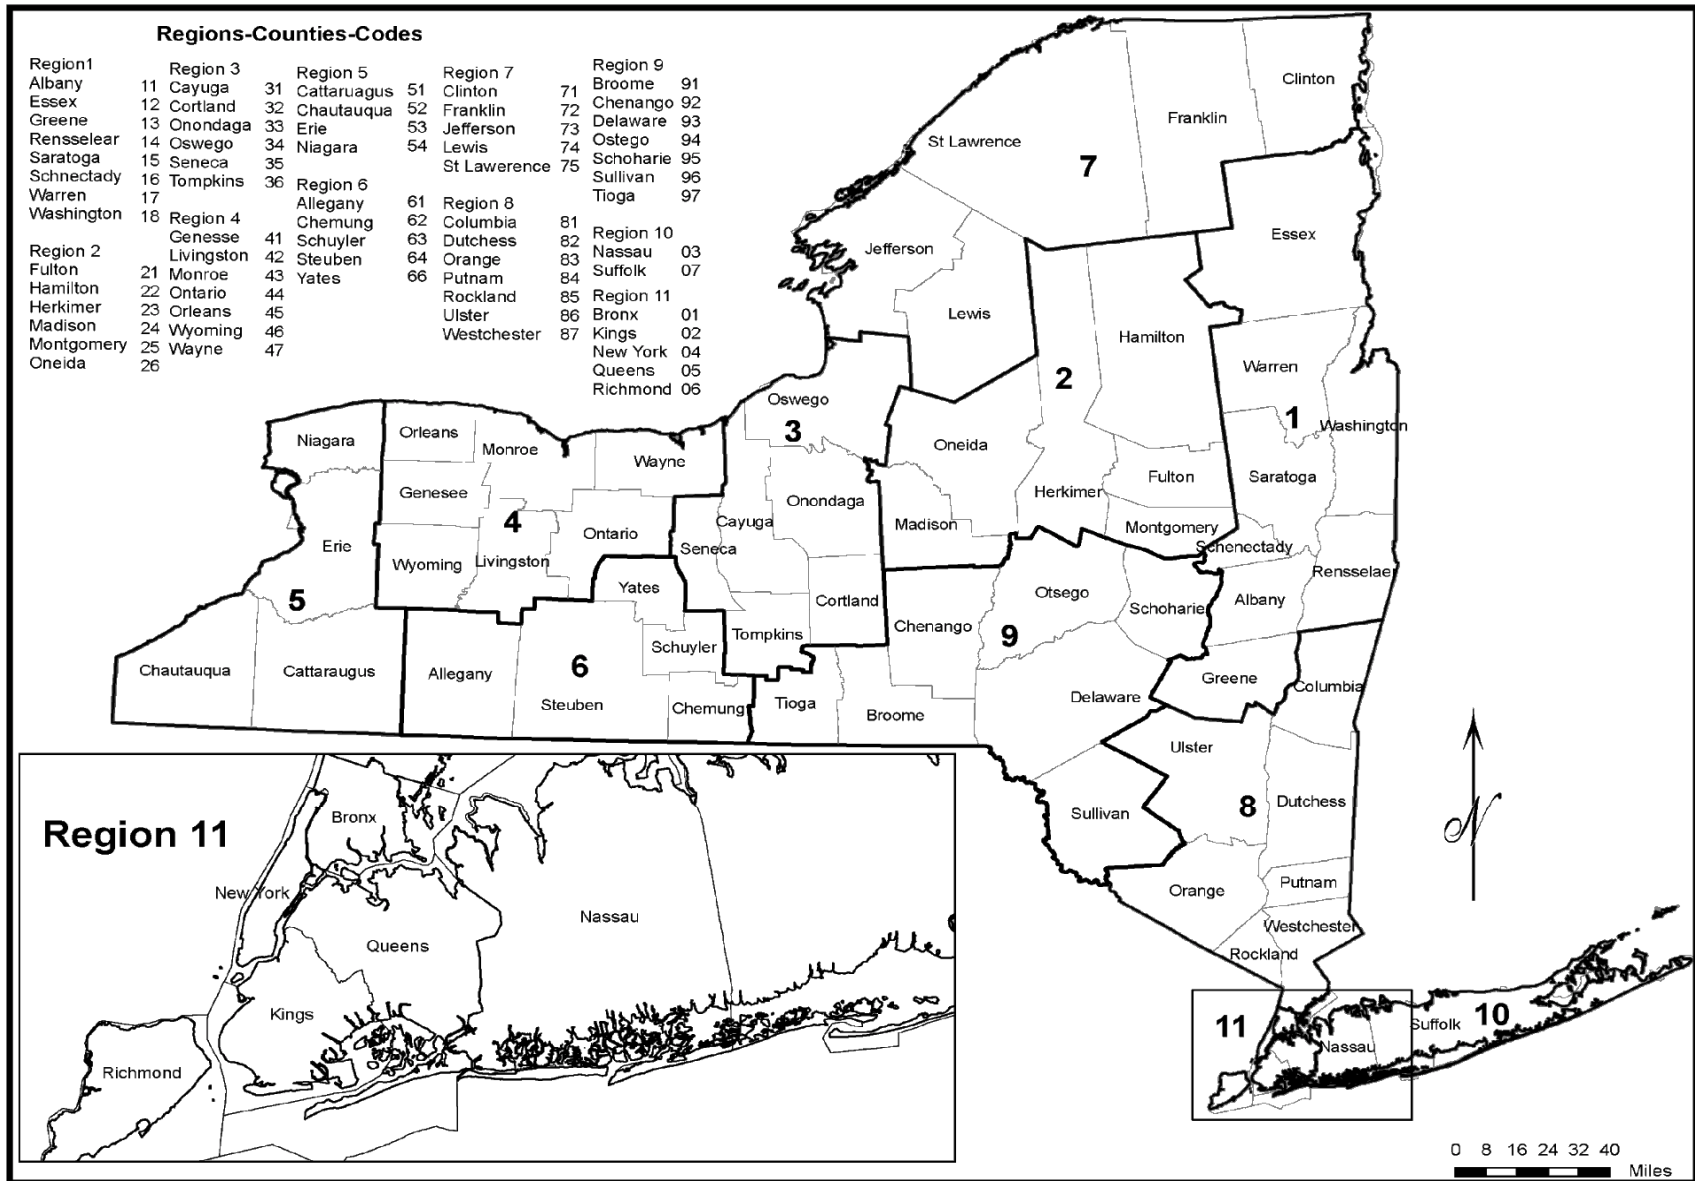 Regions-Counties-Codes
Region1
Albany 11
Essex 12
Greene 13
Rensselear 14
Saratoga 15
Schnectady 16
Warren 17
Washington 18
Region 2
Fulton 21
Hamilton 22
Herkimer 23
Madison 24
Montgomery 25
Oneida 26
Region 3
Cayuga 31
Cortland 32
Onondaga 33
Oswego 34
Seneca 35
Tompkins 36
Region 4
Genesse 41
Livingston 42
Monroe 43
Ontario 44
Orleans 45
Wyoming 46
Wayne 47
Region 5
Cattaruagus 51
Chautauqua 52
Erie 53
Niagara 54
Region 6
Allegany 61
Chemung 62
Schuyler 63
Steuben 64
Yates 66
Region 7
Clinton 71
Franklin 72
Jefferson 73
Lewis 74
St Lawerence 75
Region 8
Columbia 81
Dutchess 82
Orange 83
Putnam 84
Rockland 85
Ulster 86
Westchester 87
Region 9
Broome 91
Chenango 92
Delaware 93
Ostego 94
Schoharie 95
Sullivan 96
Tioga 97
Region 10
Nassau 03
Suffolk 07
Region 11
Bronx 01
Kings 02
New York 04
Queens 05
Richmond 06
Clinton
Franklin
St Lawrence
7
Essex
Jefferson
Lewis
Hamilton
Warren
2
Oswego
3
1
Washington
Niagara
Orleans
Monroe
Wayne
Oneida
Genesee
Onondaga
Herkimer
Fulton
Saratoga
4
Ontario
Cayuga
Madison
Montgomery
Erie
Wyoming
Livingston
Seneca
Schenectady
Rensselaer
5
Yates
Cortland
Otsego
Schoharie
Albany
Chenango
9
Tompkins
Schuyler
Chautauqua
Cattaraugus
Allegany
6
Steuben
Chemung
Tioga
Broome
Delaware
Greene
Columbia
Ulster
8
Dutchess
Sullivan
Orange
Putnam
Westchester
Rockland
11
Nassau
Suffolk
10
N
Region 11
Bronx
New York
Queens
Nassau
Kings
Richmond
0 8 16 24 32 40
Miles